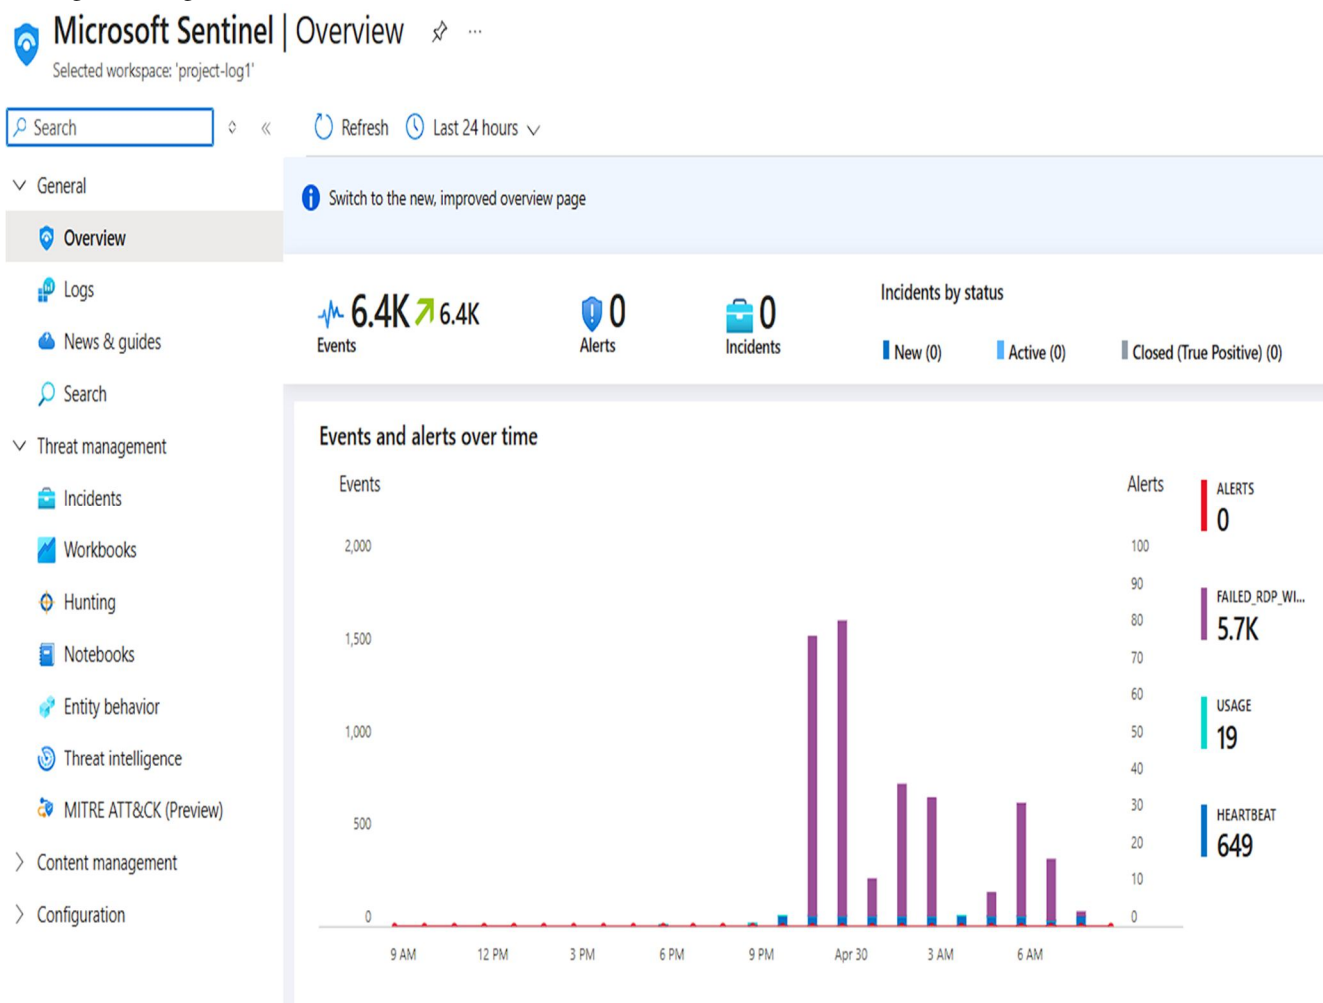 Microsoft Sentinel | Overview ...
Selected workspace: 'project-log1'
Search
Refresh Last 24 hours
General
Switch to the new, improved overview page
Overview
Logs
News & guides
Search
6.4K 6.4K
Events
0
Alerts
0
Incidents
Incidents by status
New (0) Active (0) Closed (True Positive) (0)
Threat management
Incidents
Workbooks
Hunting
Notebooks
Entity behavior
Threat intelligence
MITRE ATT&CK (Preview)
Content management
Configuration
Events and alerts over time
Events
2,000
1,500
1,000
500
0
9 AM 12 PM 3 PM 6 PM 9 PM Apr 30 3 AM 6 AM
Alerts
100
90
80
70
60
50
40
30
20
10
0
ALERTS
0
FAILED_RDP_WI...
5.7K
USAGE
19
HEARTBEAT
649